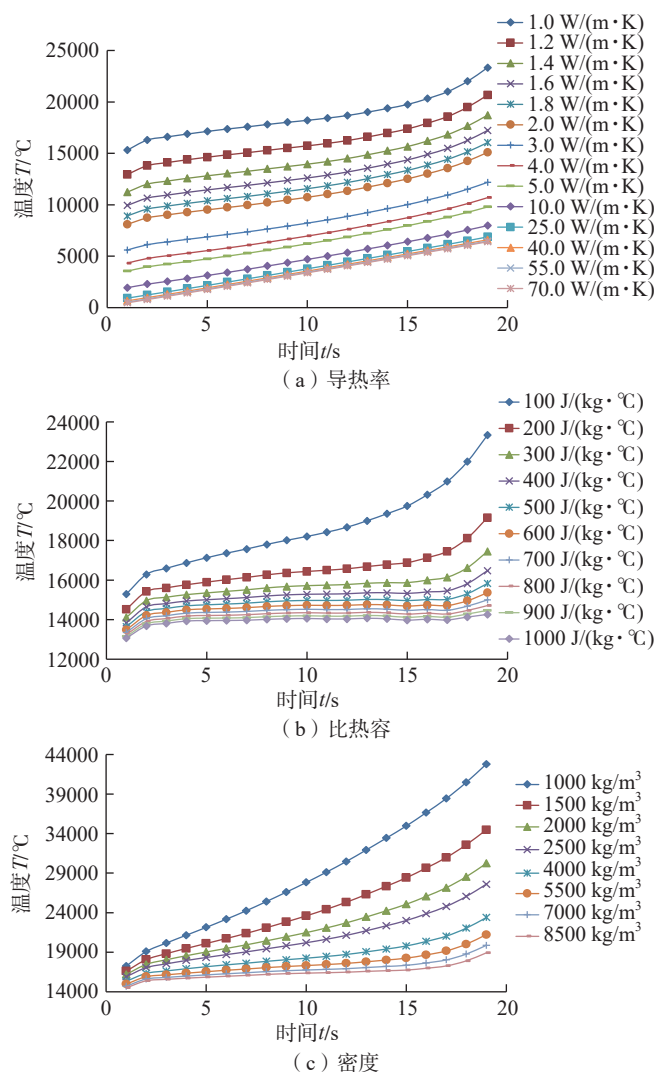 25000
20000
15000
10000
5000
0
0
5
10
15
20
温度T/℃
时间t/s
1.0 W/(m·K)
1.2 W/(m·K)
1.4 W/(m·K)
1.6 W/(m·K)
1.8 W/(m·K)
2.0 W/(m·K)
3.0 W/(m·K)
4.0 W/(m·K)
5.0 W/(m·K)
10.0 W/(m·K)
25.0 W/(m·K)
40.0 W/(m·K)
55.0 W/(m·K)
70.0 W/(m·K)
（a）导热率
24000
22000
20000
18000
16000
14000
12000
0
5
10
15
20
温度T/℃
时间t/s
100 J/(kg·℃)
200 J/(kg·℃)
300 J/(kg·℃)
400 J/(kg·℃)
500 J/(kg·℃)
600 J/(kg·℃)
700 J/(kg·℃)
800 J/(kg·℃)
900 J/(kg·℃)
1000 J/(kg·℃)
（b）比热容
44000
39000
34000
29000
24000
19000
14000
0
5
10
15
20
温度T/℃
时间t/s
1000 kg/m³
1500 kg/m³
2000 kg/m³
2500 kg/m³
4000 kg/m³
5500 kg/m³
7000 kg/m³
8500 kg/m³
（c）密度